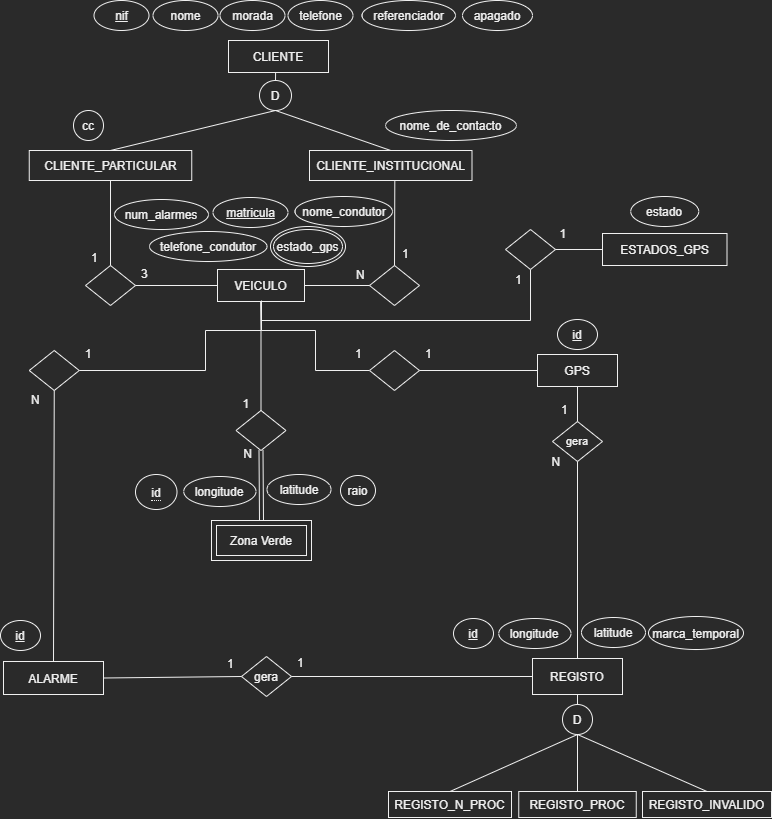 nif nome morada telefone referenciador apagado
CLIENTE
D
cc
nome_de_contacto
CLIENTE_PARTICULAR CLIENTE_INSTITUCIONAL
num_alarmes matricula nome_condutor estado
telefone_condutor estado_gps 1 ESTADOS_GPS
1 3 VEICULO N 1 1
id
N 1 1 1 GPS
1 1
N gera N
id longitude latitude raio
Zona Verde
id id longitude latitude marca_temporal
ALARME 1 gera 1 REGISTO
D
REGISTO_N_PROC REGISTO_PROC REGISTO_INVALIDO